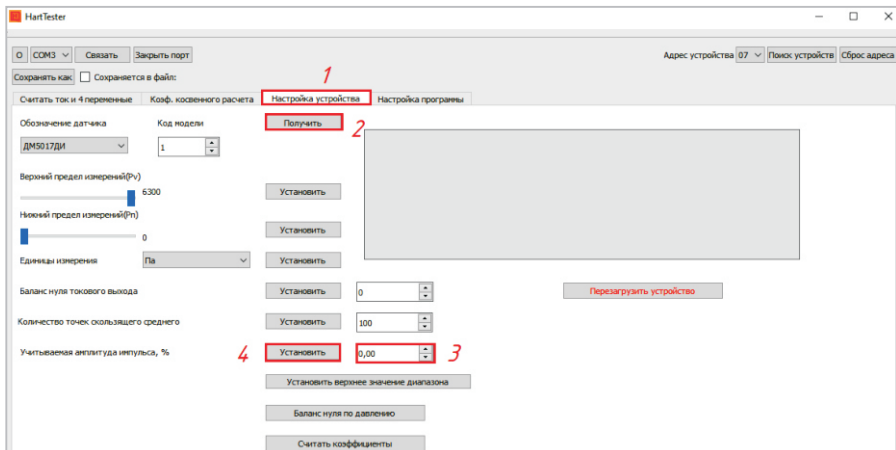 HartTester
О COM3 Связать Закрыть порт Адрес устройства 07 Поиск устройств Сброс адреса
Сохранять как Сохраняется в файл:
1
Считать ток и 4 переменные Коэф. косвенного расчета Настройка устройства Настройка программы
Обозначение датчика Код модели Получить 2
ДМ5017ДИ 1
Верхний предел измерений(Pv)
6300 Установить
Нижний предел измерений(Pn)
0 Установить
Единицы измерения Па Установить
Баланс нуля токового выхода Установить 0 Перезагрузить устройство
Количество точек скользящего среднего Установить 100
Учитываемая амплитуда импульса, % 4 Установить 0,00 3
Установить верхнее значение диапазона
Баланс нуля по давлению
Считать коэффициенты